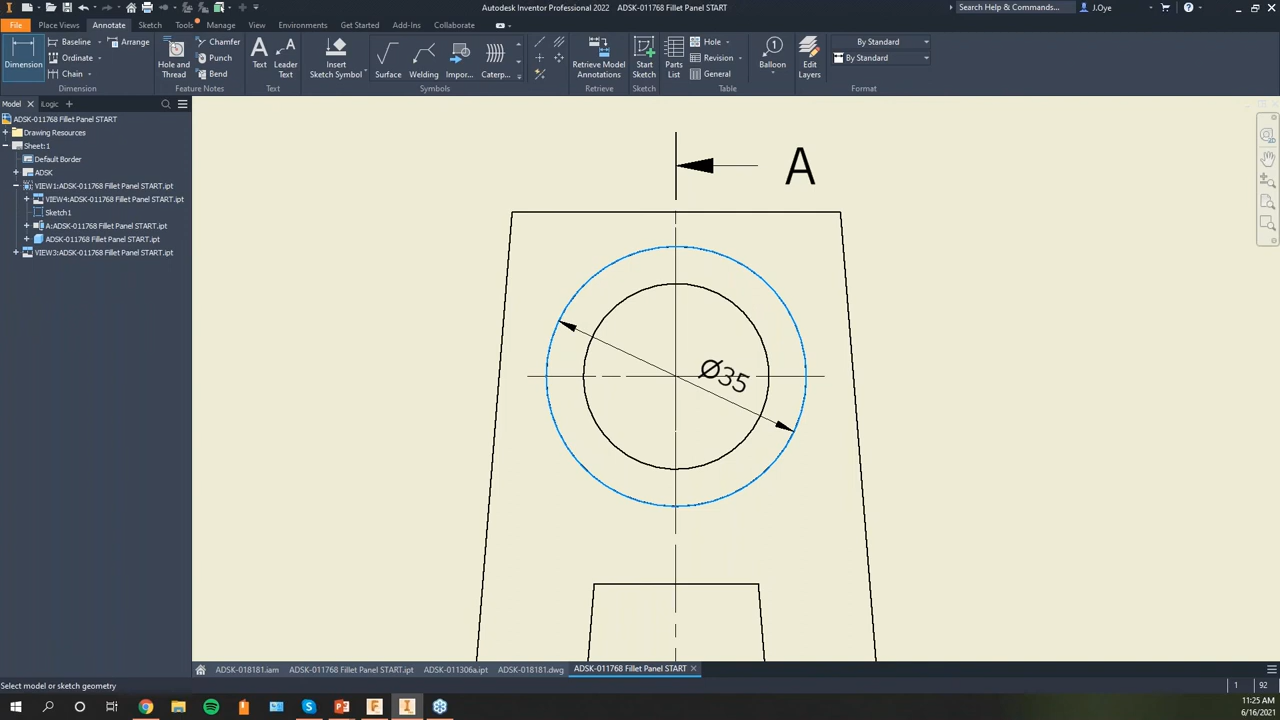 Autodesk Inventor Professional 2022 ADSK-011768 Fillet Panel START
Search Help & Commands...
J.Oye
File Place Views Annotate Sketch Tools Manage View Environments Get Started Add-Ins Collaborate
Dimension
Baseline
Ordinate
Chain
Arrange
Dimension
Hole and
Thread
Chamfer
Punch
Bend
Feature Notes
Text
Leader
Text
Text
Insert
Sketch Symbol
Surface
Welding
Impor...
Caterp...
Symbols
Retrieve Model
Annotations
Retrieve
Start
Sketch
Sketch
Parts
List
Hole
Revision
General
Table
Balloon
Edit
Layers
By Standard
By Standard
Format
Model
iLogic
ADSK-011768 Fillet Panel START
Drawing Resources
Sheet:1
Default Border
ADSK
VIEW1:ADSK-011768 Fillet Panel START.ipt
VIEW4:ADSK-011768 Fillet Panel START.ipt
Sketch1
A:ADSK-011768 Fillet Panel START.ipt
ADSK-011768 Fillet Panel START.ipt
VIEW3:ADSK-011768 Fillet Panel START.ipt
A
Ø35
ADSK-018181.iam
ADSK-011768 Fillet Panel START.ipt
ADSK-011306a.ipt
ADSK-018181.dwg
ADSK-011768 Fillet Panel START
Select model or sketch geometry
1 92
11:25 AM
6/16/2021